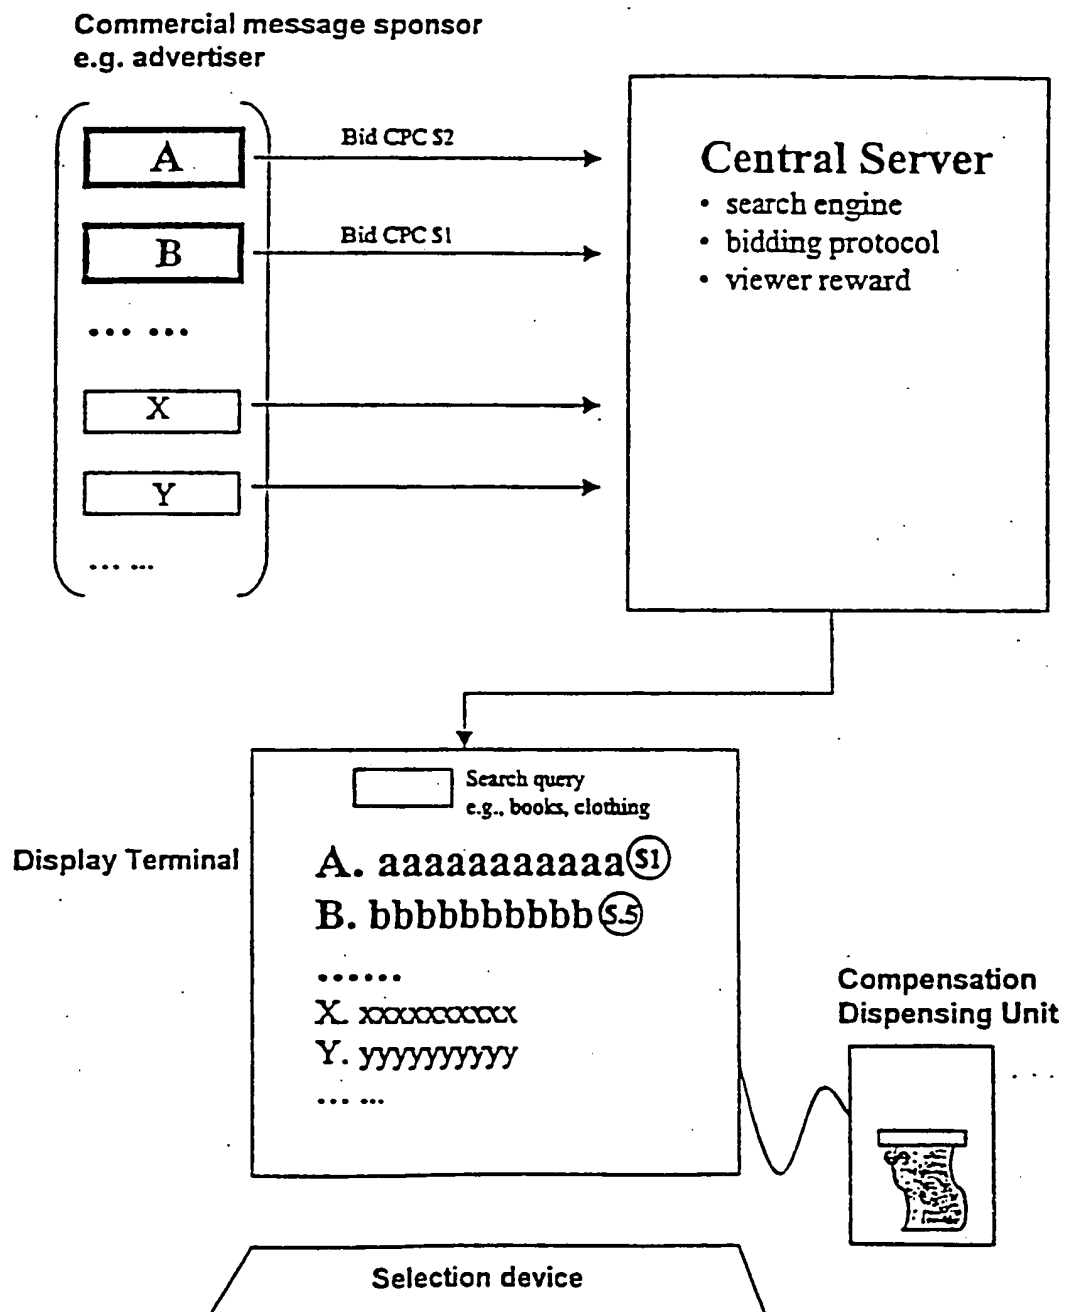 Commercial message sponsor
e.g. advertiser
A
Bid CPC $2
B
Bid CPC $1
... ...
X
Y
... ...
Central Server
• search engine
• bidding protocol
• viewer reward
Search query
e.g., books, clothing
Display Terminal
A. aaaaaaaaaaa $1
B. bbbbbbbbbb $.5
......
X. xxxxxxxxxx
Y. yyyyyyyyyy
... ...
Compensation
Dispensing Unit
$
Selection device